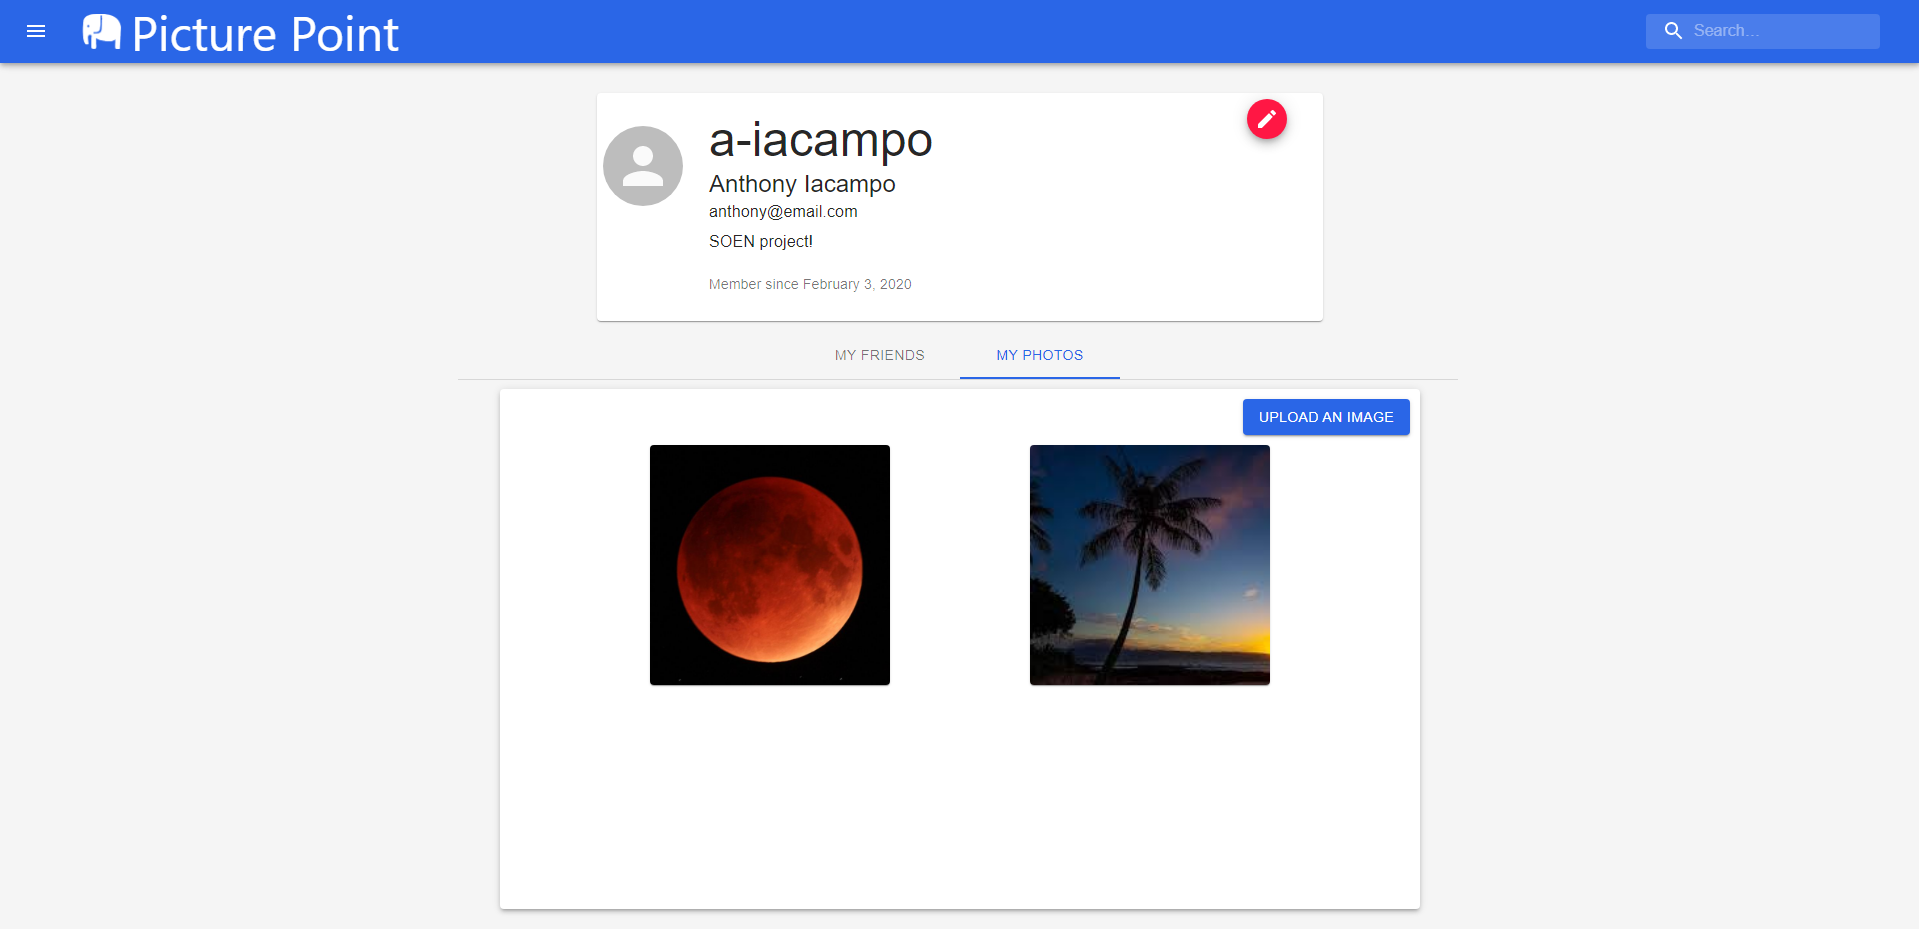 Picture Point
Search...
a-iacampo
Anthony Iacampo
anthony@email.com
SOEN project!
Member since February 3, 2020
MY FRIENDS
MY PHOTOS
UPLOAD AN IMAGE